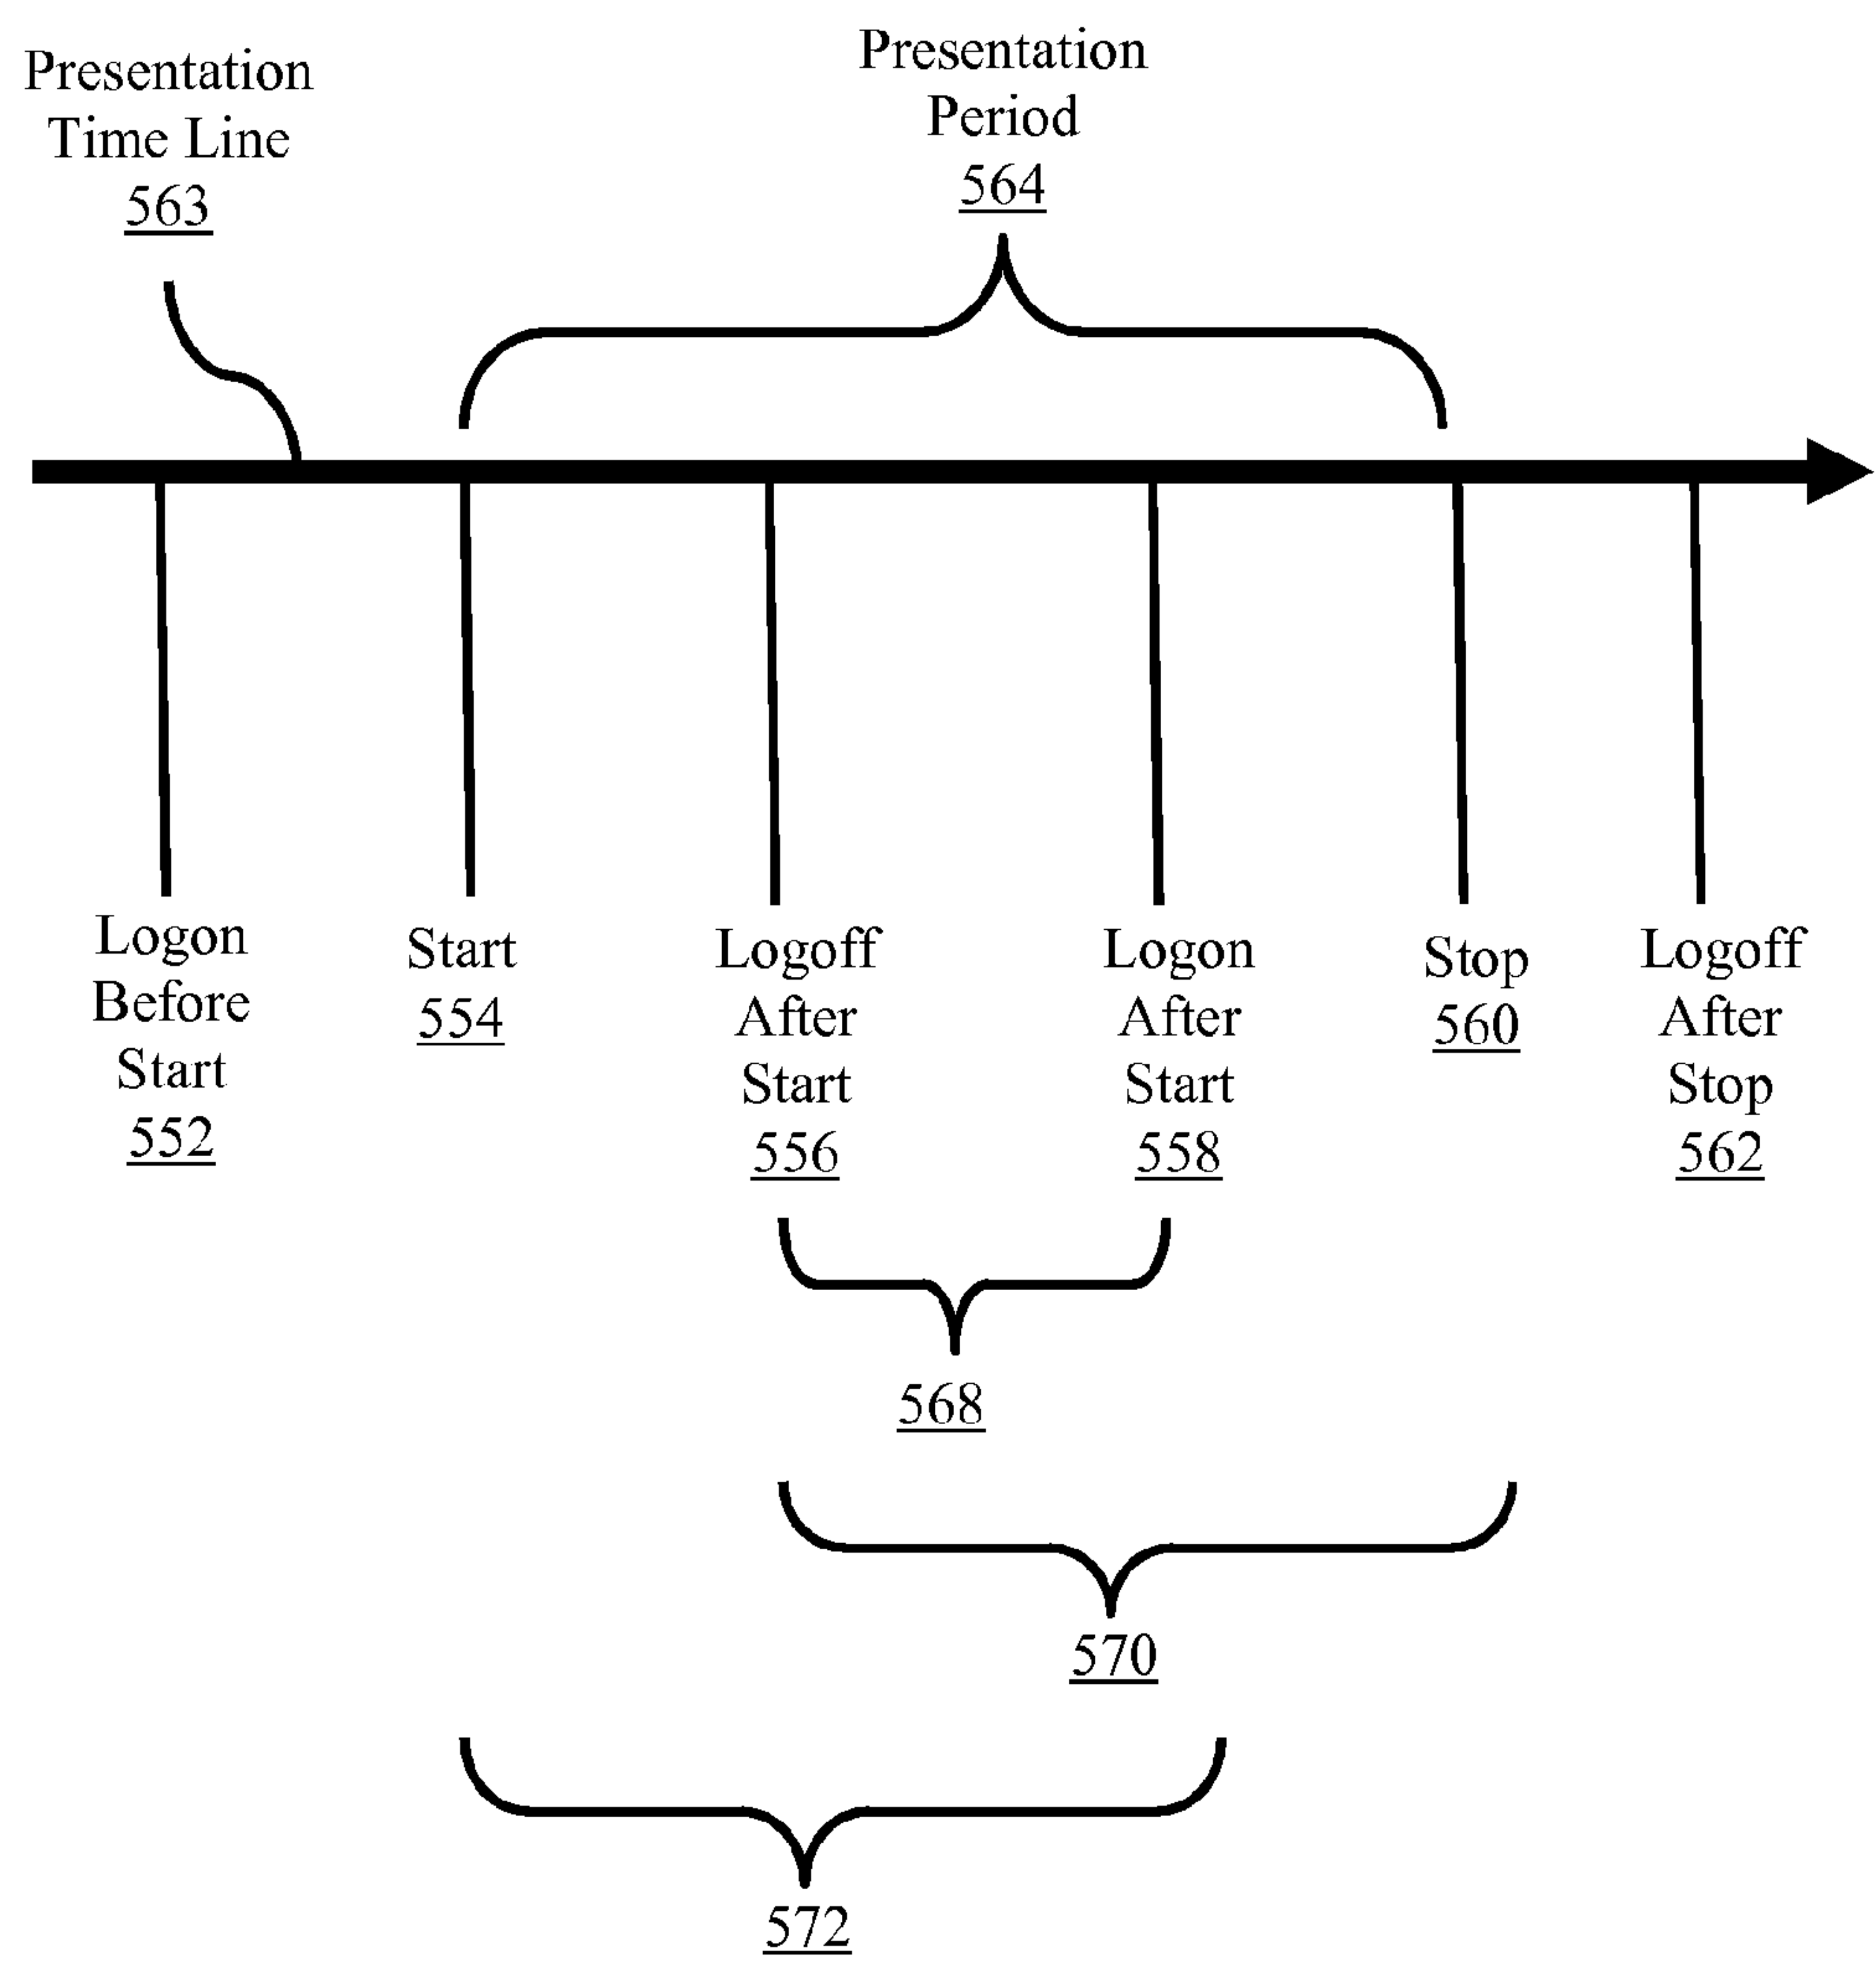 Presentation
Time Line
563
Presentation
Period
564
Logon
Before
Start
552
Start
554
Logoff
After
Start
556
Logon
After
Start
558
Stop
560
Logoff
After
Stop
562
568
570
572